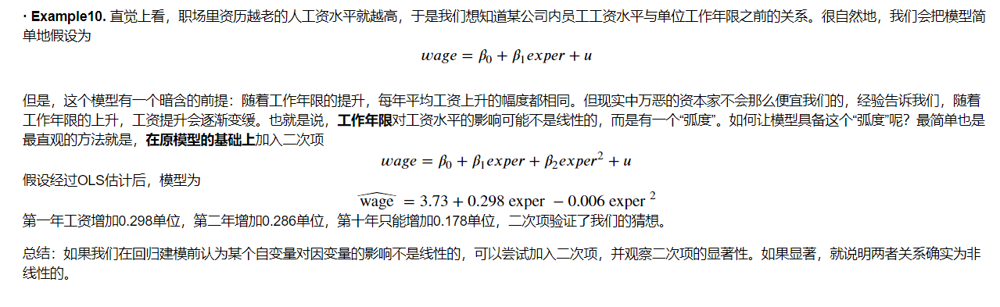 · Example10. 直觉上看，职场里资历越老的人工资水平就越高，于是我们想知道某公司内员工工资水平与单位工作年限之前的关系。很自然地，我们会把模型简
单地假设为
wage = β₀ + β₁exper + u
但是，这个模型有一个暗含的前提：随着工作年限的提升，每年平均工资上升的幅度都相同。但现实中万恶的资本家不会那么便宜我们的，经验告诉我们，随着
工作年限的上升，工资提升会逐渐变缓。也就是说，工作年限对工资水平的影响可能不是线性的，而是有一个“弧度”。如何让模型具备这个“弧度”呢？最简单也是
最直观的方法就是，在原模型的基础上加入二次项
wage = β₀ + β₁exper + β₂exper² + u
假设经过OLS估计后，模型为
\widehat{wage} = 3.73 + 0.298 exper − 0.006 exper ²
第一年工资增加0.298单位，第二年增加0.286单位，第十年只能增加0.178单位，二次项验证了我们的猜想。
总结：如果我们在回归建模前认为某个自变量对因变量的影响不是线性的，可以尝试加入二次项，并观察二次项的显著性。如果显著，就说明两者关系确实为非
线性的。